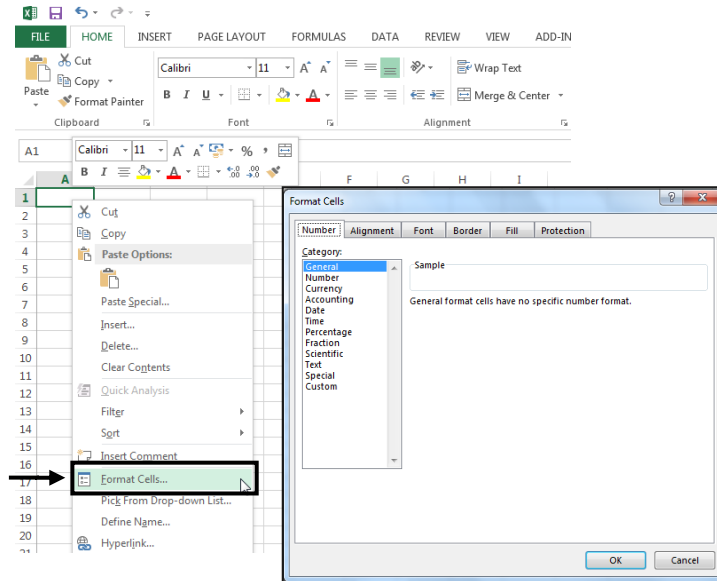 FILE HOME INSERT PAGE LAYOUT FORMULAS DATA REVIEW VIEW ADD-IN
Paste
Cut
Copy
Format Painter
Clipboard
Calibri 11
B I U
Font
Wrap Text
Merge & Center
Alignment
A1
Calibri 11 A A % ,
B I A .0 .00 .00 .0
A F G H I
1
2
3
4
5
6
7
8
9
10
11
12
13
14
15
16
17
18
19
20
21
Cut
Copy
Paste Options:
Paste Special...
Insert...
Delete...
Clear Contents
Quick Analysis
Filter
Sort
Insert Comment
Format Cells...
Pick From Drop-down List...
Define Name...
Hyperlink...
Format Cells
Number Alignment Font Border Fill Protection
Category:
General
Number
Currency
Accounting
Date
Time
Percentage
Fraction
Scientific
Text
Special
Custom
Sample
General format cells have no specific number format.
OK Cancel